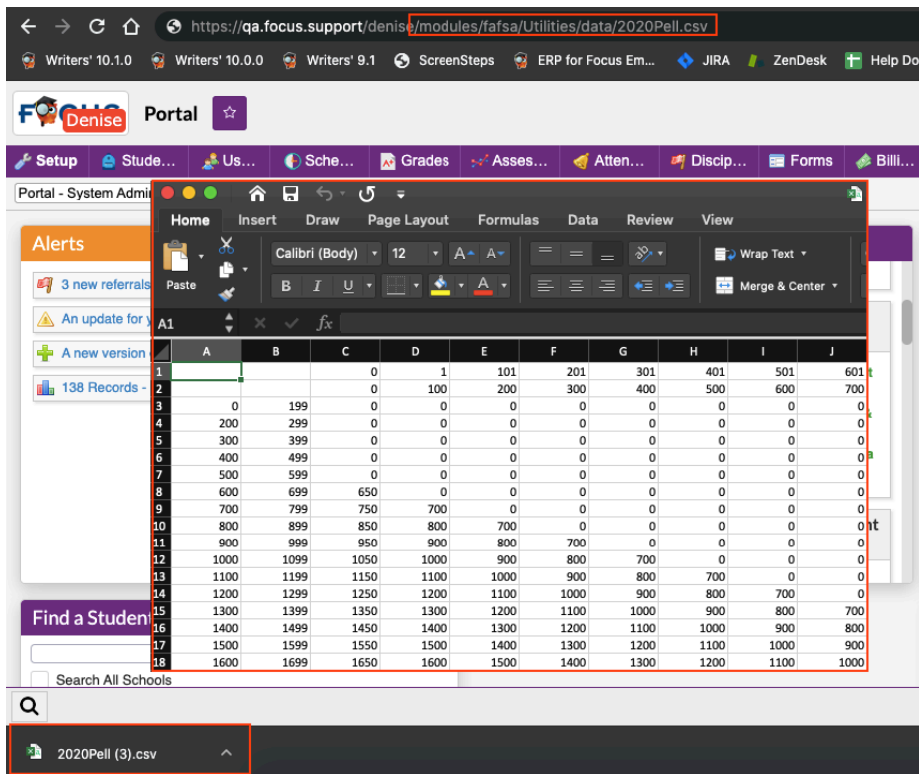 https://qa.focus.support/denise/modules/fafsa/Utilities/data/2020Pell.csv
Writers' 10.1.0 Writers' 10.0.0 Writers' 9.1 ScreenSteps ERP for Focus Em... JIRA ZenDesk Help Do
FOCUS Denise Portal
Setup Stude... Us... Sche... Grades Asses... Atten... Discip... Forms Billi...
Portal - System Admi
Home Insert Draw Page Layout Formulas Data Review View
Alerts
Calibri (Body) 12 A A Wrap Text
3 new referrals
Paste B I U A Merge & Center
An update for y
A1 fx
A new version
A B C D E F G H I J
138 Records -
1 0 1 101 201 301 401 501 601
2 0 100 200 300 400 500 600 700
3 0 199 0 0 0 0 0 0 0 0
4 200 299 0 0 0 0 0 0 0 0
5 300 399 0 0 0 0 0 0 0 0
6 400 499 0 0 0 0 0 0 0 0
7 500 599 0 0 0 0 0 0 0 0
8 600 699 650 0 0 0 0 0 0 0
9 700 799 750 700 0 0 0 0 0 0
10 800 899 850 800 700 0 0 0 0 0
11 900 999 950 900 800 700 0 0 0 0
12 1000 1099 1050 1000 900 800 700 0 0 0
13 1100 1199 1150 1100 1000 900 800 700 0 0
14 1200 1299 1250 1200 1100 1000 900 800 700 0
15 1300 1399 1350 1300 1200 1100 1000 900 800 700
16 1400 1499 1450 1400 1300 1200 1100 1000 900 800
17 1500 1599 1550 1500 1400 1300 1200 1100 1000 900
18 1600 1699 1650 1600 1500 1400 1300 1200 1100 1000
Find a Student
Search All Schools
2020Pell (3).csv